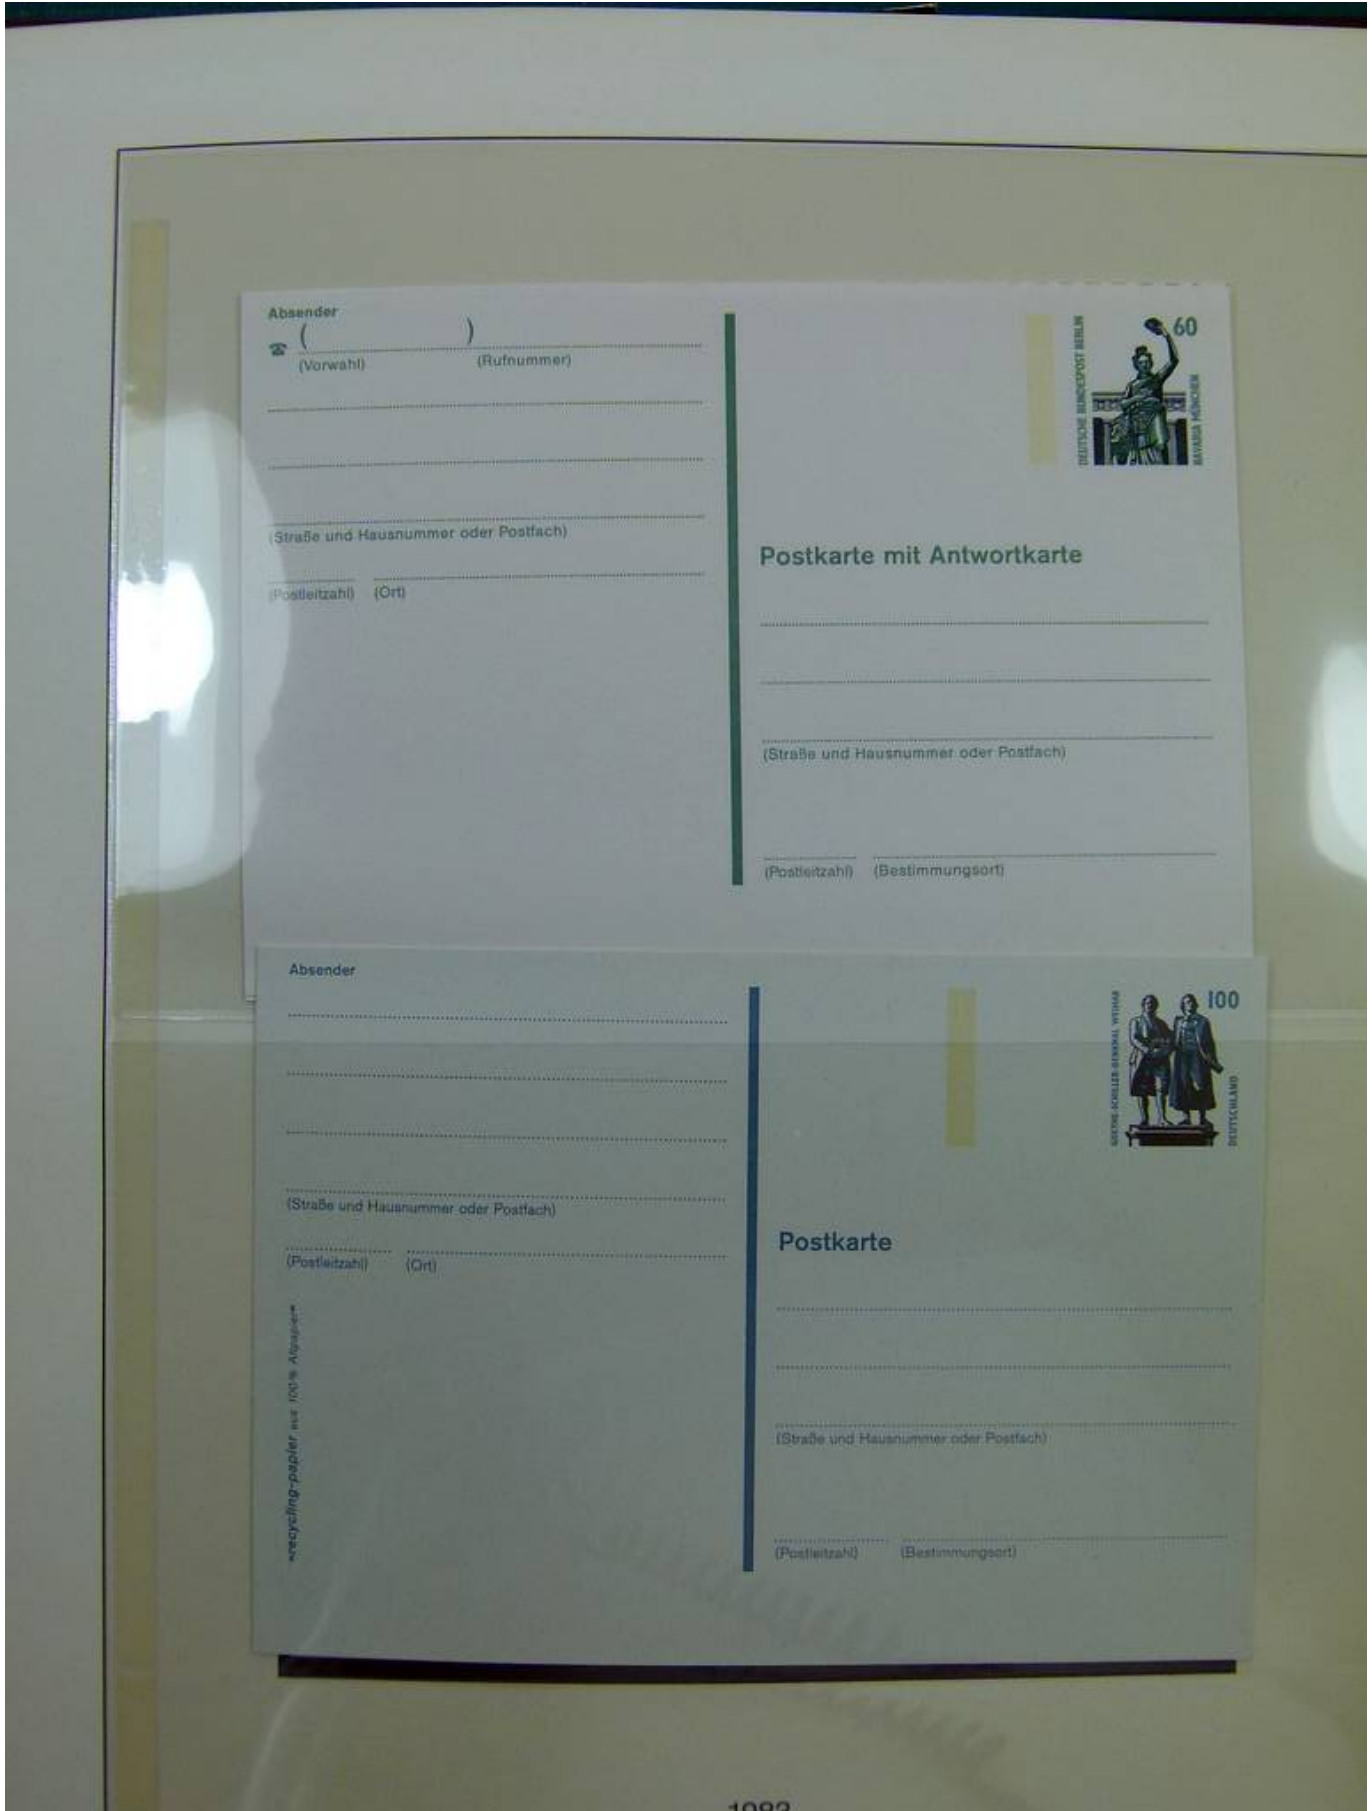 Absender
☎ ( )
(Vorwahl) (Rufnummer)
(Straße und Hausnummer oder Postfach)
(Postleitzahl) (Ort)
DEUTSCHE BUNDESPOST BERLIN
60
BAVARIA MÜNCHEN
Postkarte mit Antwortkarte
(Straße und Hausnummer oder Postfach)
(Postleitzahl) (Bestimmungsort)
Absender
(Straße und Hausnummer oder Postfach)
(Postleitzahl) (Ort)
"recycling-papier aus 100% Altpapier"
GOETHE-SCHILLER-DENKMAL WEIMAR
100
DEUTSCHLAND
Postkarte
(Straße und Hausnummer oder Postfach)
(Postleitzahl) (Bestimmungsort)